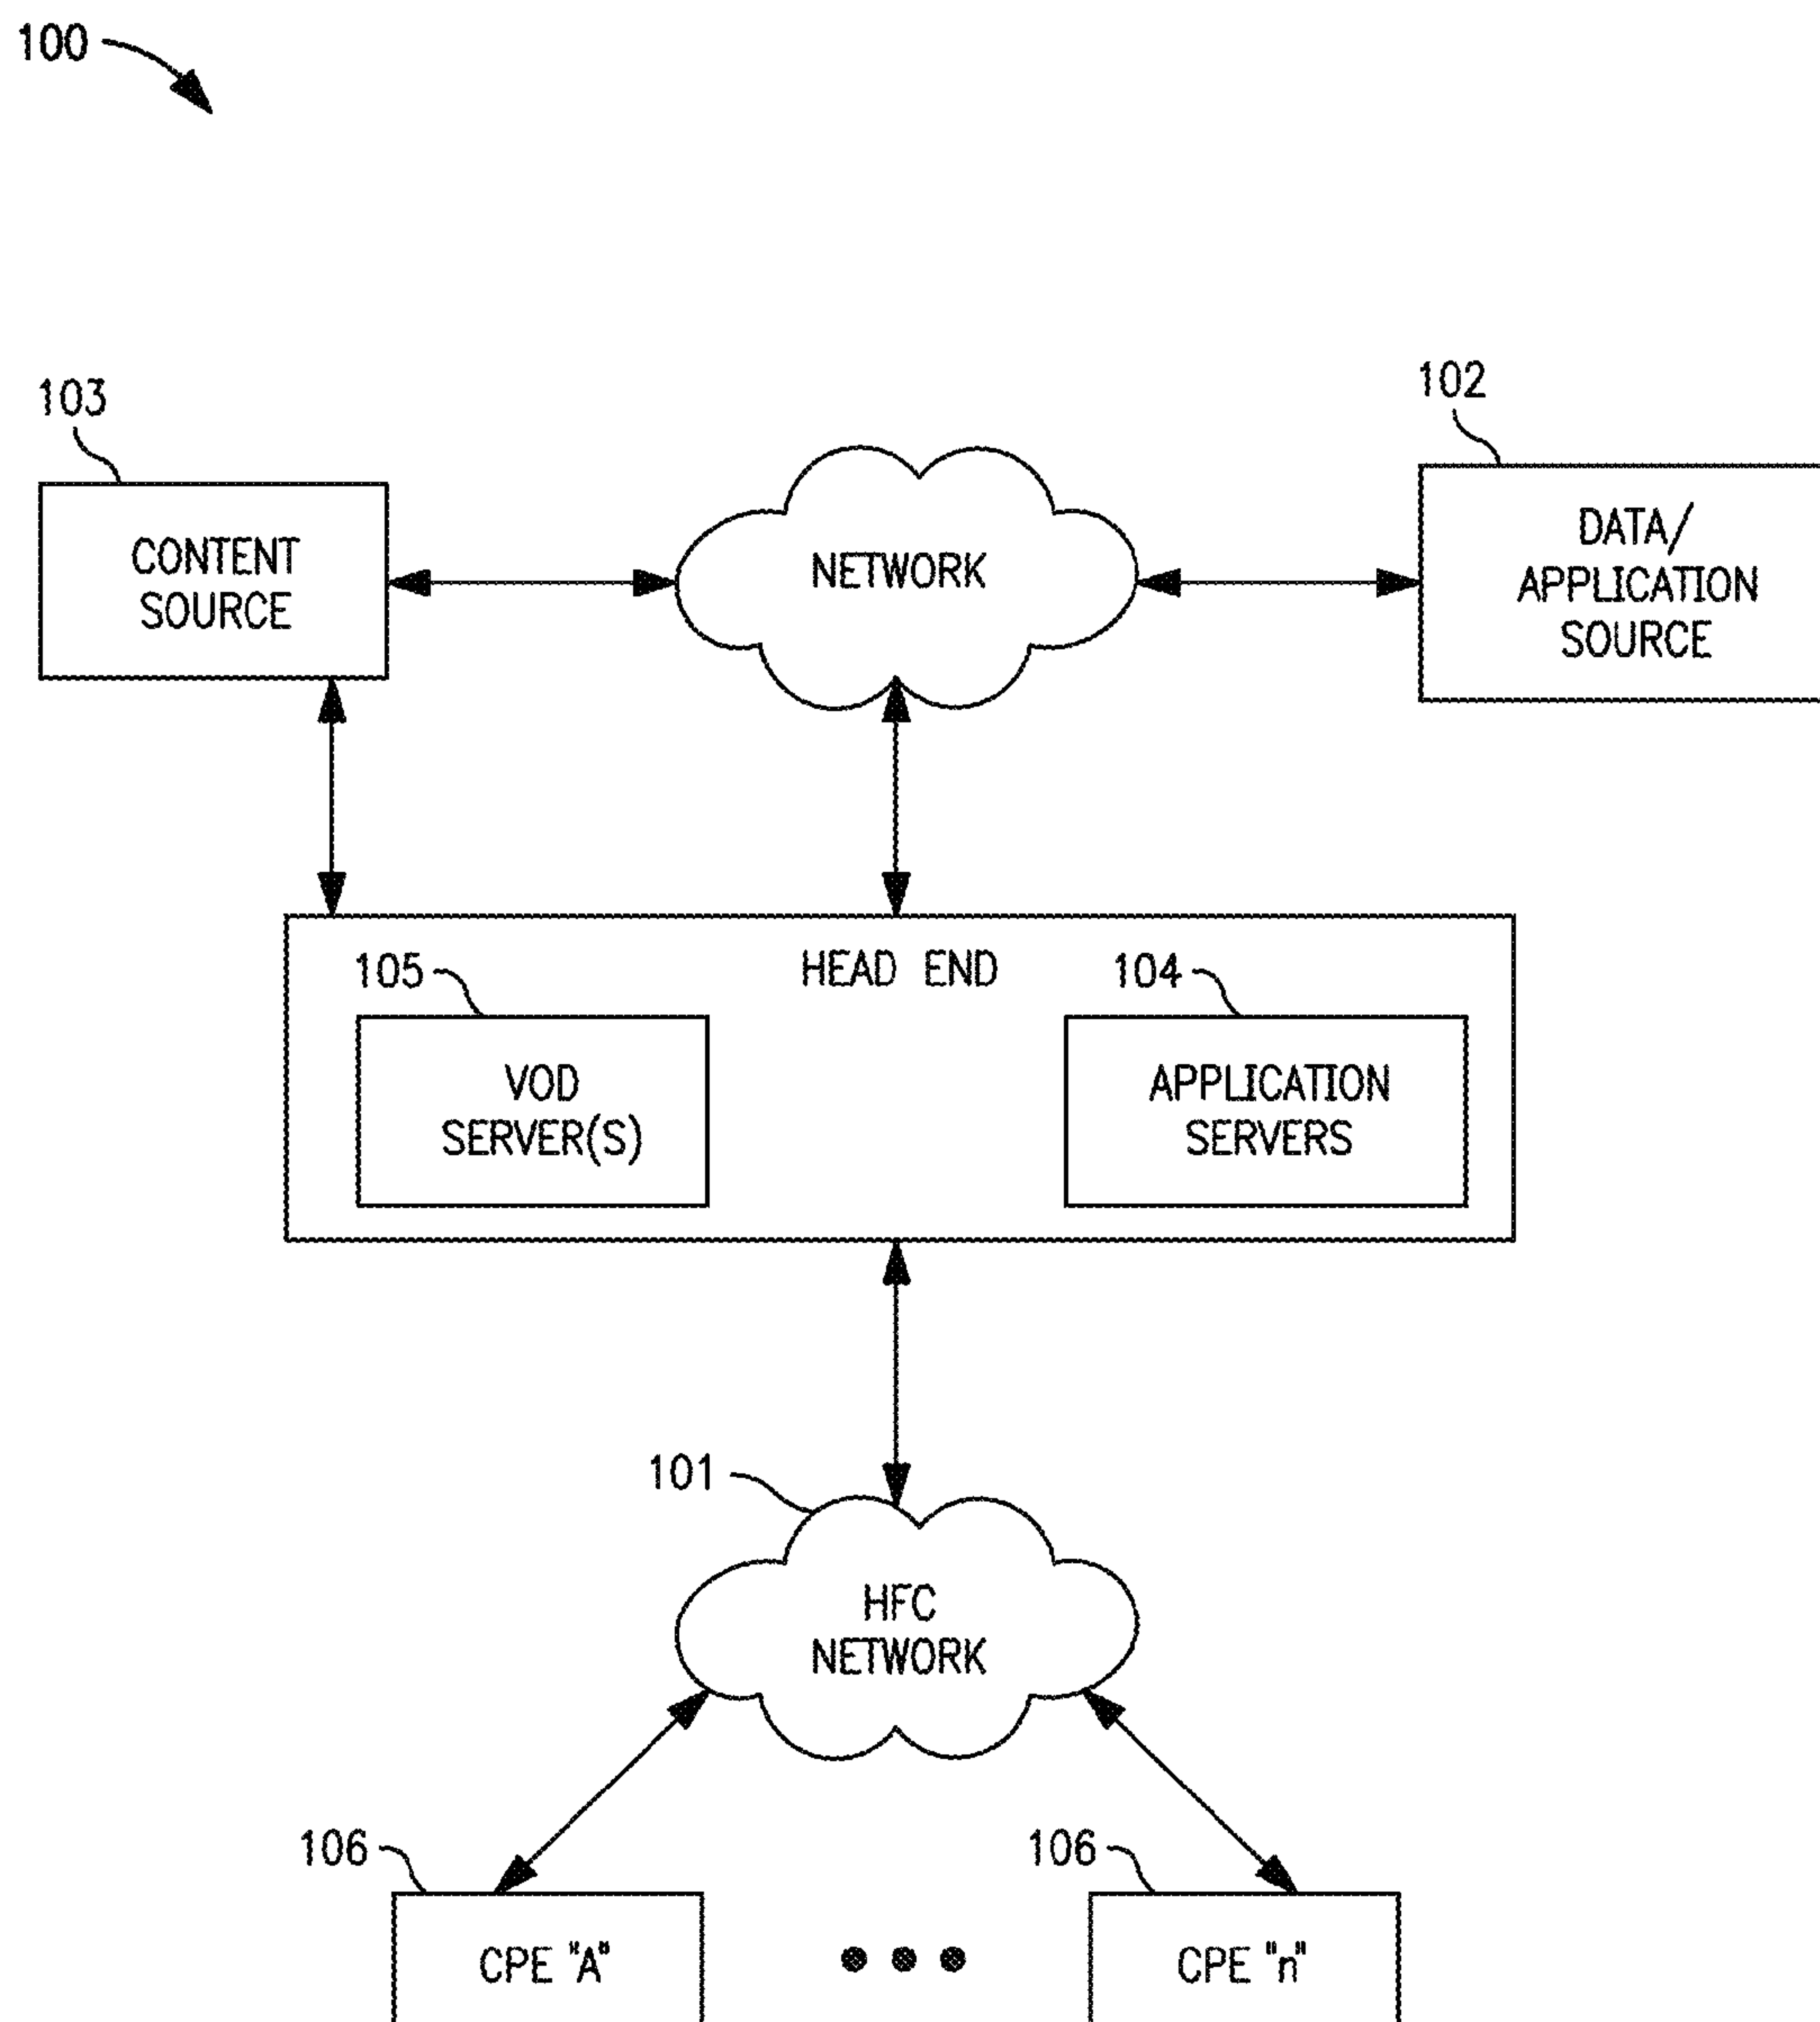 100
103
102
CONTENT
SOURCE
NETWORK
DATA/
APPLICATION
SOURCE
HEAD END
105
104
VOD
SERVER(S)
APPLICATION
SERVERS
101
HFC
NETWORK
106
106
CPE "A"
CPE "n"